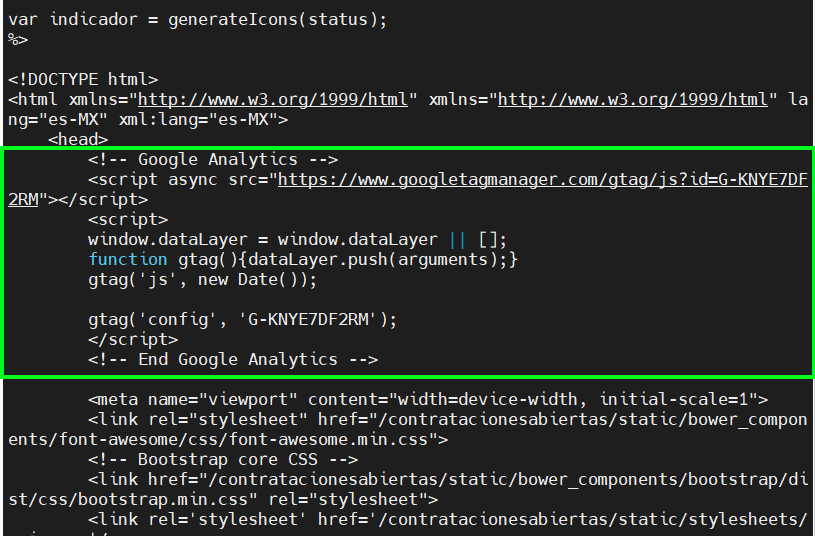 var indicador = generateIcons(status);
%>
<!DOCTYPE html>
<html xmlns="http://www.w3.org/1999/html" xmlns="http://www.w3.org/1999/html" la
ng="es-MX" xml:lang="es-MX">
<head>
<!-- Google Analytics -->
<script async src="https://www.googletagmanager.com/gtag/js?id=G-KNYE7DF
2RM"></script>
<script>
window.dataLayer = window.dataLayer || [];
function gtag(){dataLayer.push(arguments);}
gtag('js', new Date());
gtag('config', 'G-KNYE7DF2RM');
</script>
<!-- End Google Analytics -->
<meta name="viewport" content="width=device-width, initial-scale=1">
<link rel="stylesheet" href="/contratacionesabiertas/static/bower_compon
ents/font-awesome/css/font-awesome.min.css">
<!-- Bootstrap core CSS -->
<link href="/contratacionesabiertas/static/bower_components/bootstrap/di
st/css/bootstrap.min.css" rel="stylesheet">
<link rel='stylesheet' href='/contratacionesabiertas/static/stylesheets/